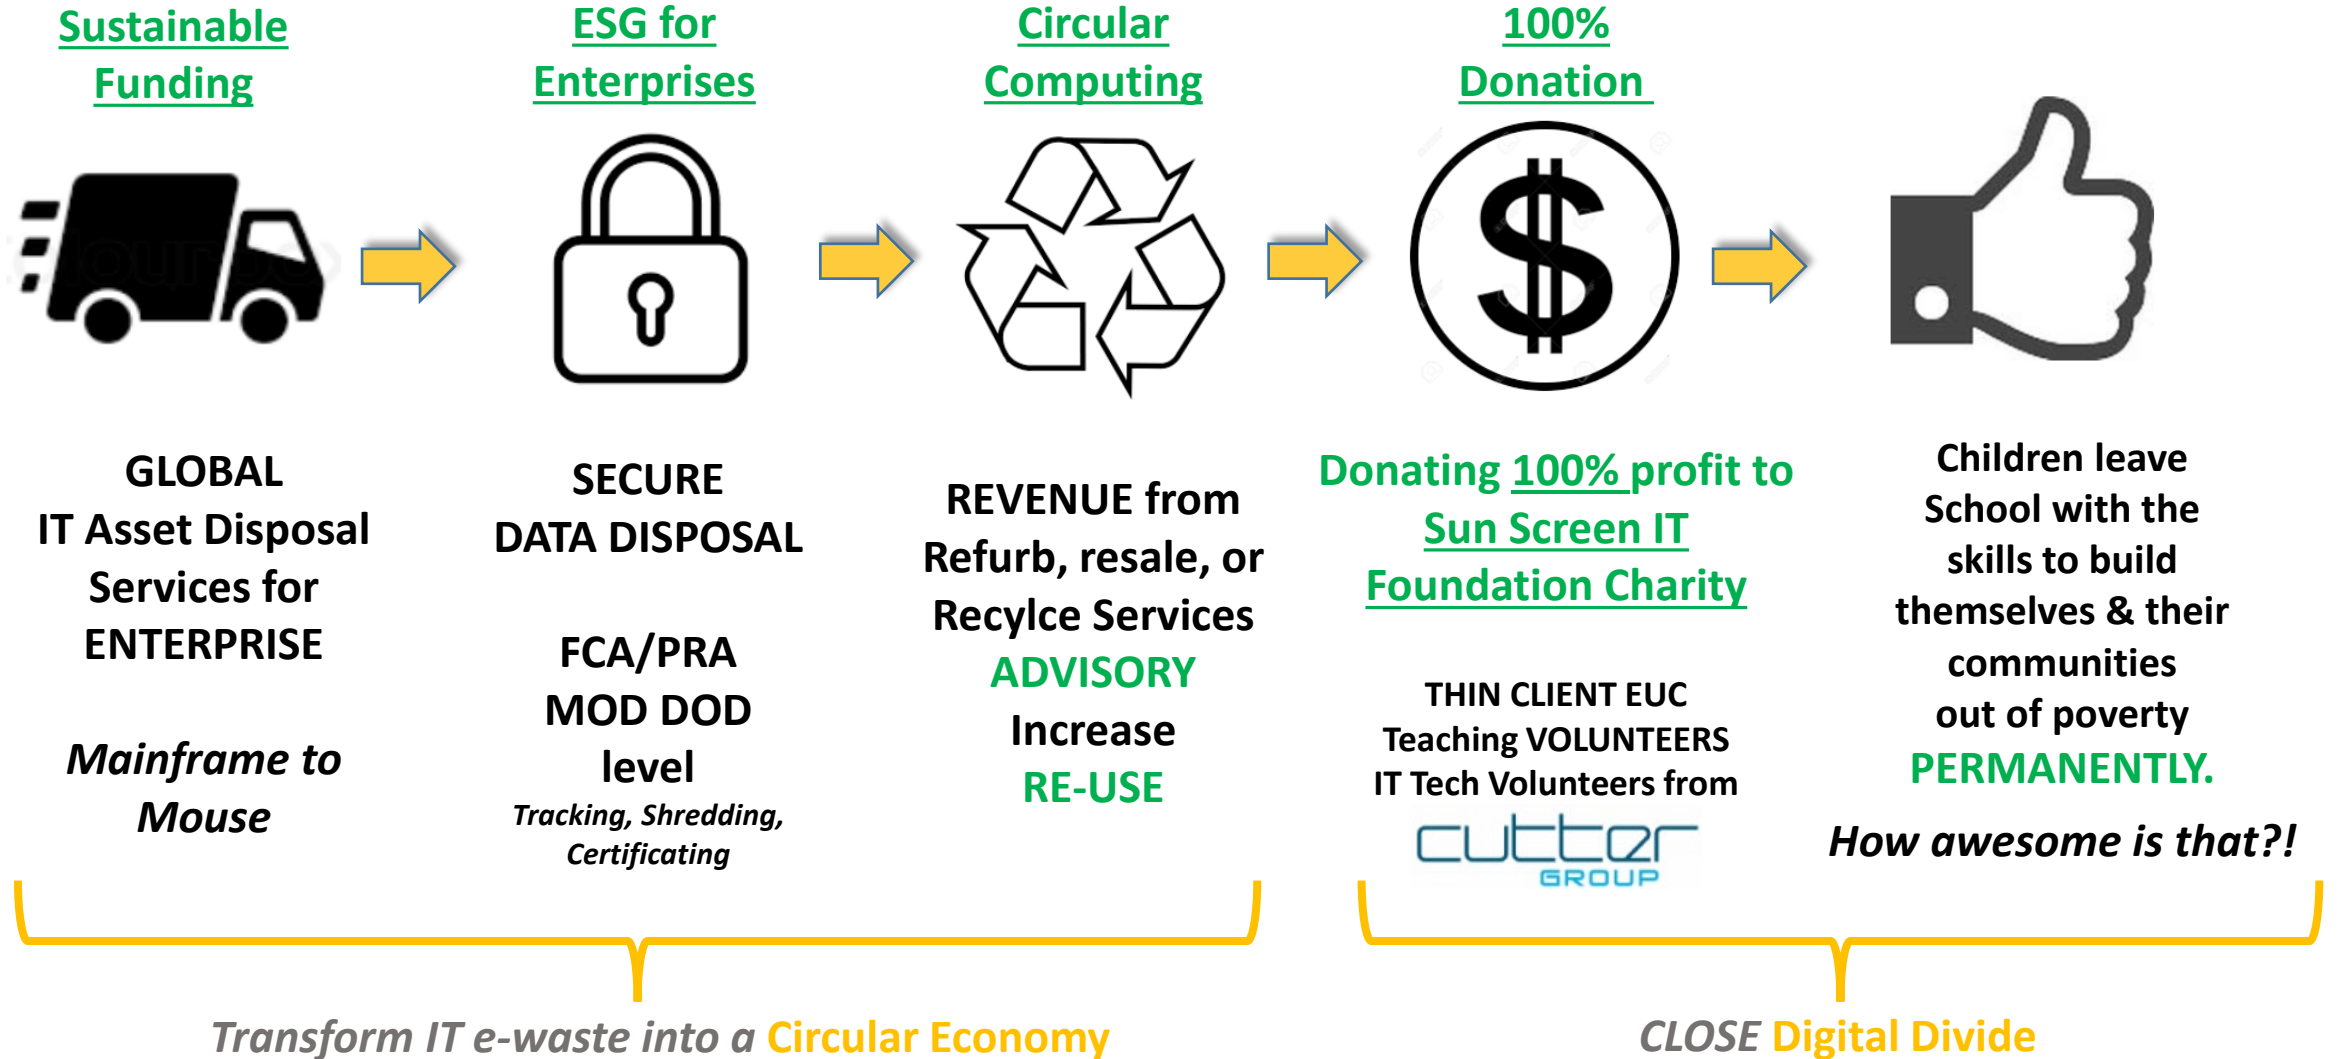 Sustainable
Funding
ESG for
Enterprises
Circular
Computing
100%
Donation
GLOBAL
IT Asset Disposal
Services for
ENTERPRISE
Mainframe to
Mouse
SECURE
DATA DISPOSAL
FCA/PRA
MOD DOD
level
Tracking, Shredding,
Certificating
REVENUE from
Refurb, resale, or
Recylce Services
ADVISORY
Increase
RE-USE
Donating 100% profit to
Sun Screen IT
Foundation Charity
THIN CLIENT EUC
Teaching VOLUNTEERS
IT Tech Volunteers from
cutter
GROUP
Children leave
School with the
skills to build
themselves & their
communities
out of poverty
PERMANENTLY.
How awesome is that?!
Transform IT e-waste into a Circular Economy
CLOSE Digital Divide